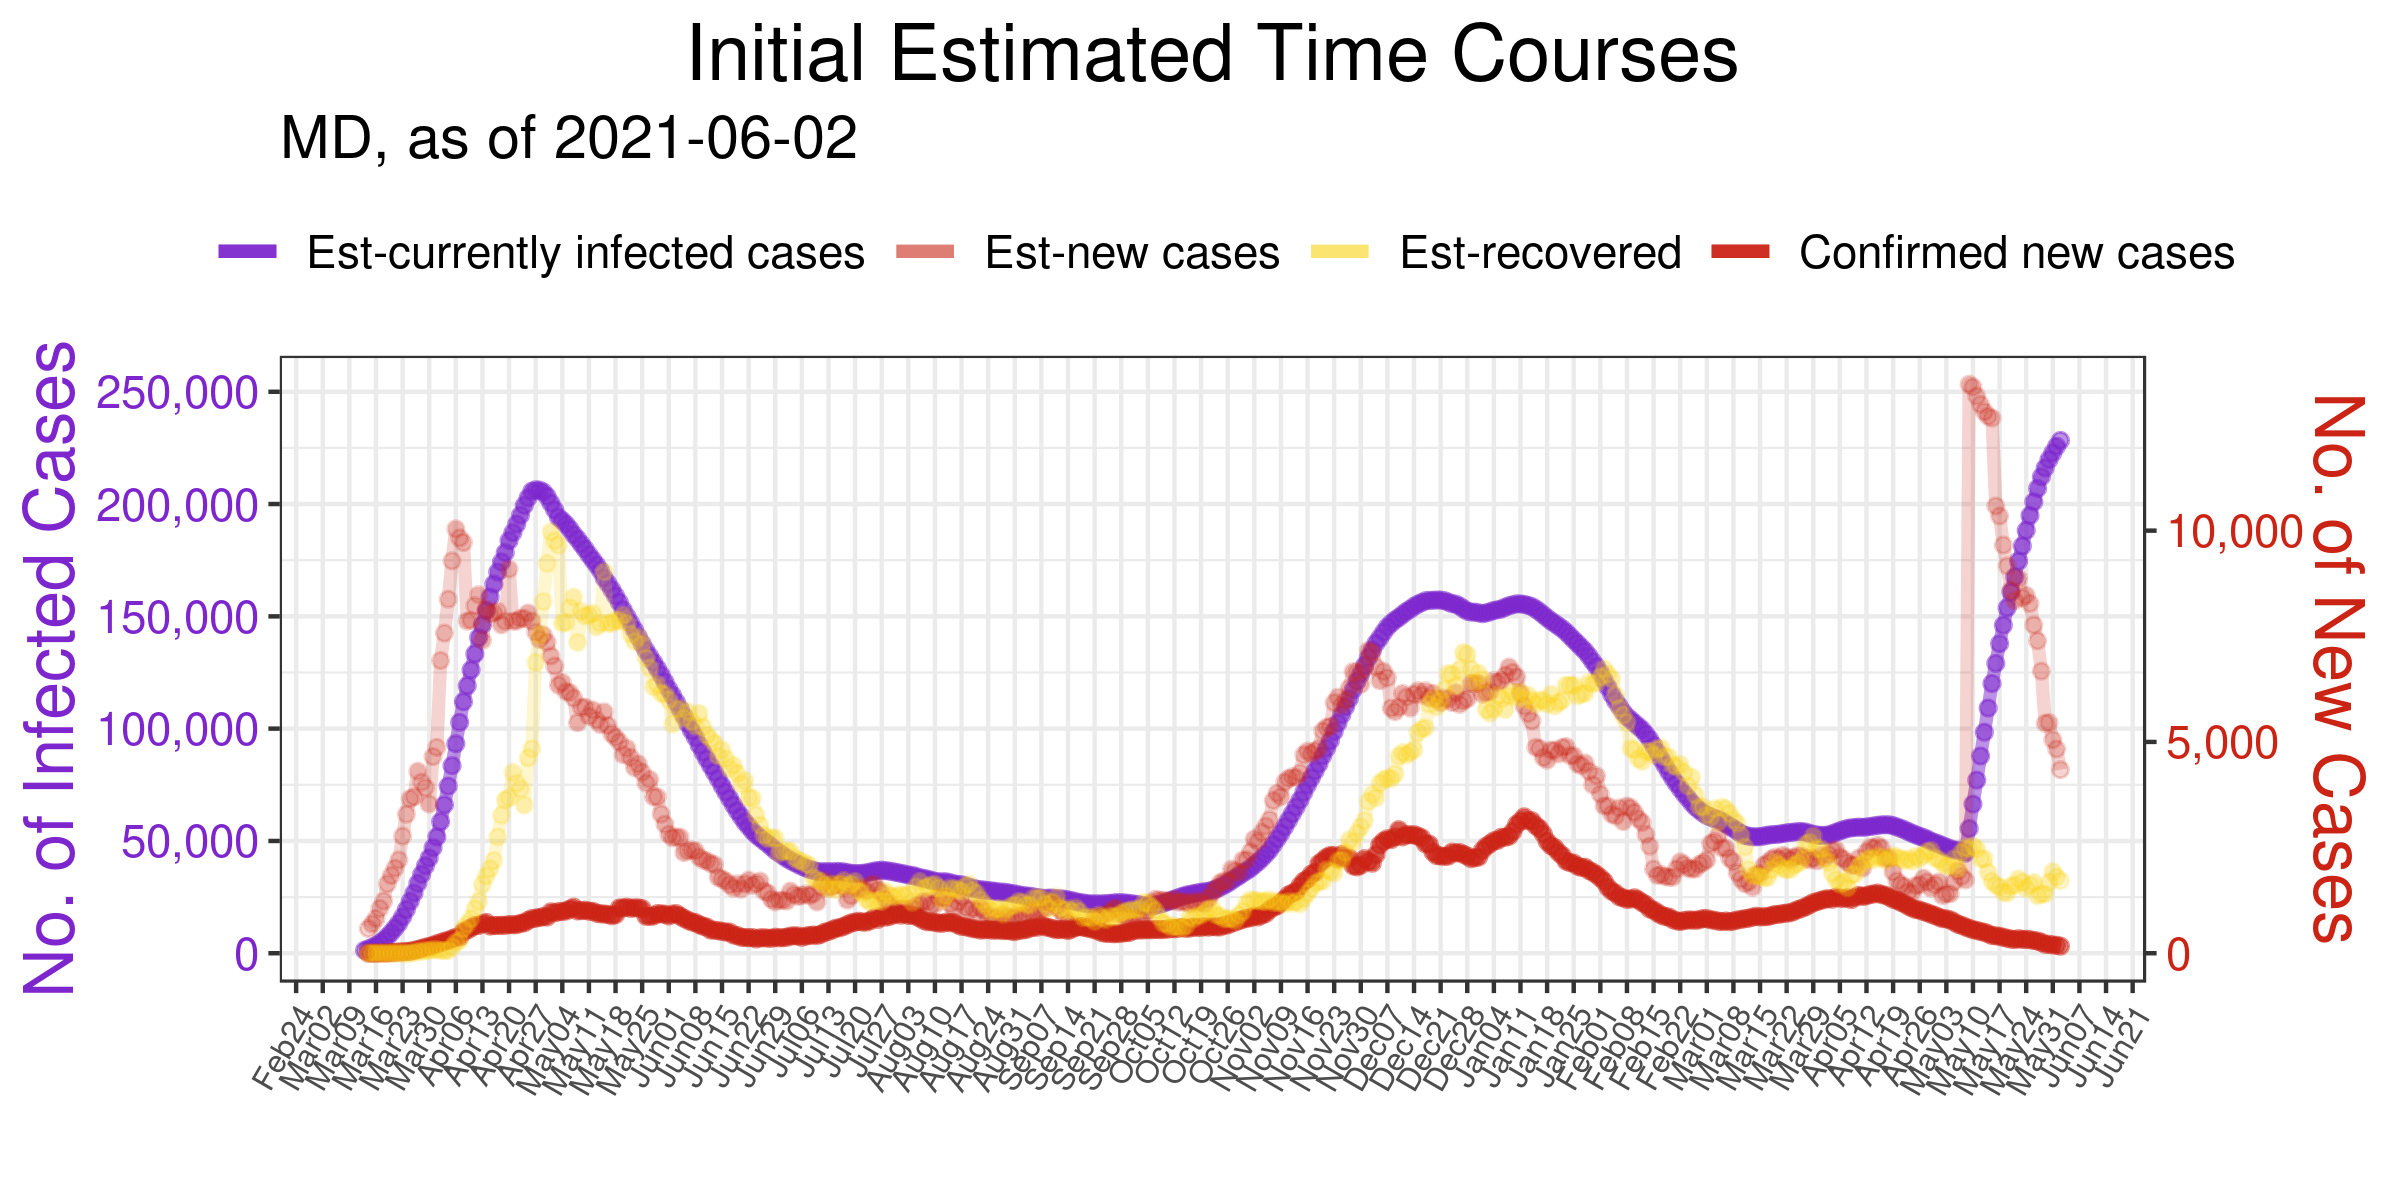 Initial Estimated Time Courses
MD, as of 2021-06-02
Est-currently infected cases Est-new cases Est-recovered Confirmed new cases
No. of Infected Cases
250,000
200,000
150,000
100,000
50,000
0
10,000
5,000
0
No. of New Cases
Feb24 Mar02 Mar09 Mar16 Mar23 Mar30 Apr06 Apr13 Apr20 Apr27 May04 May11 May18 May25 Jun01 Jun08 Jun15 Jun22 Jun29 Jul06 Jul13 Jul20 Jul27 Aug03 Aug10 Aug17 Aug24 Aug31 Sep07 Sep14 Sep21 Sep28 Oct05 Oct12 Oct19 Oct26 Nov02 Nov09 Nov16 Nov23 Nov30 Dec07 Dec14 Dec21 Dec28 Jan04 Jan11 Jan18 Jan25 Feb01 Feb08 Feb15 Feb22 Mar01 Mar08 Mar15 Mar22 Mar29 Apr05 Apr12 Apr19 Apr26 May03 May10 May17 May24 May31 Jun07 Jun14 Jun21